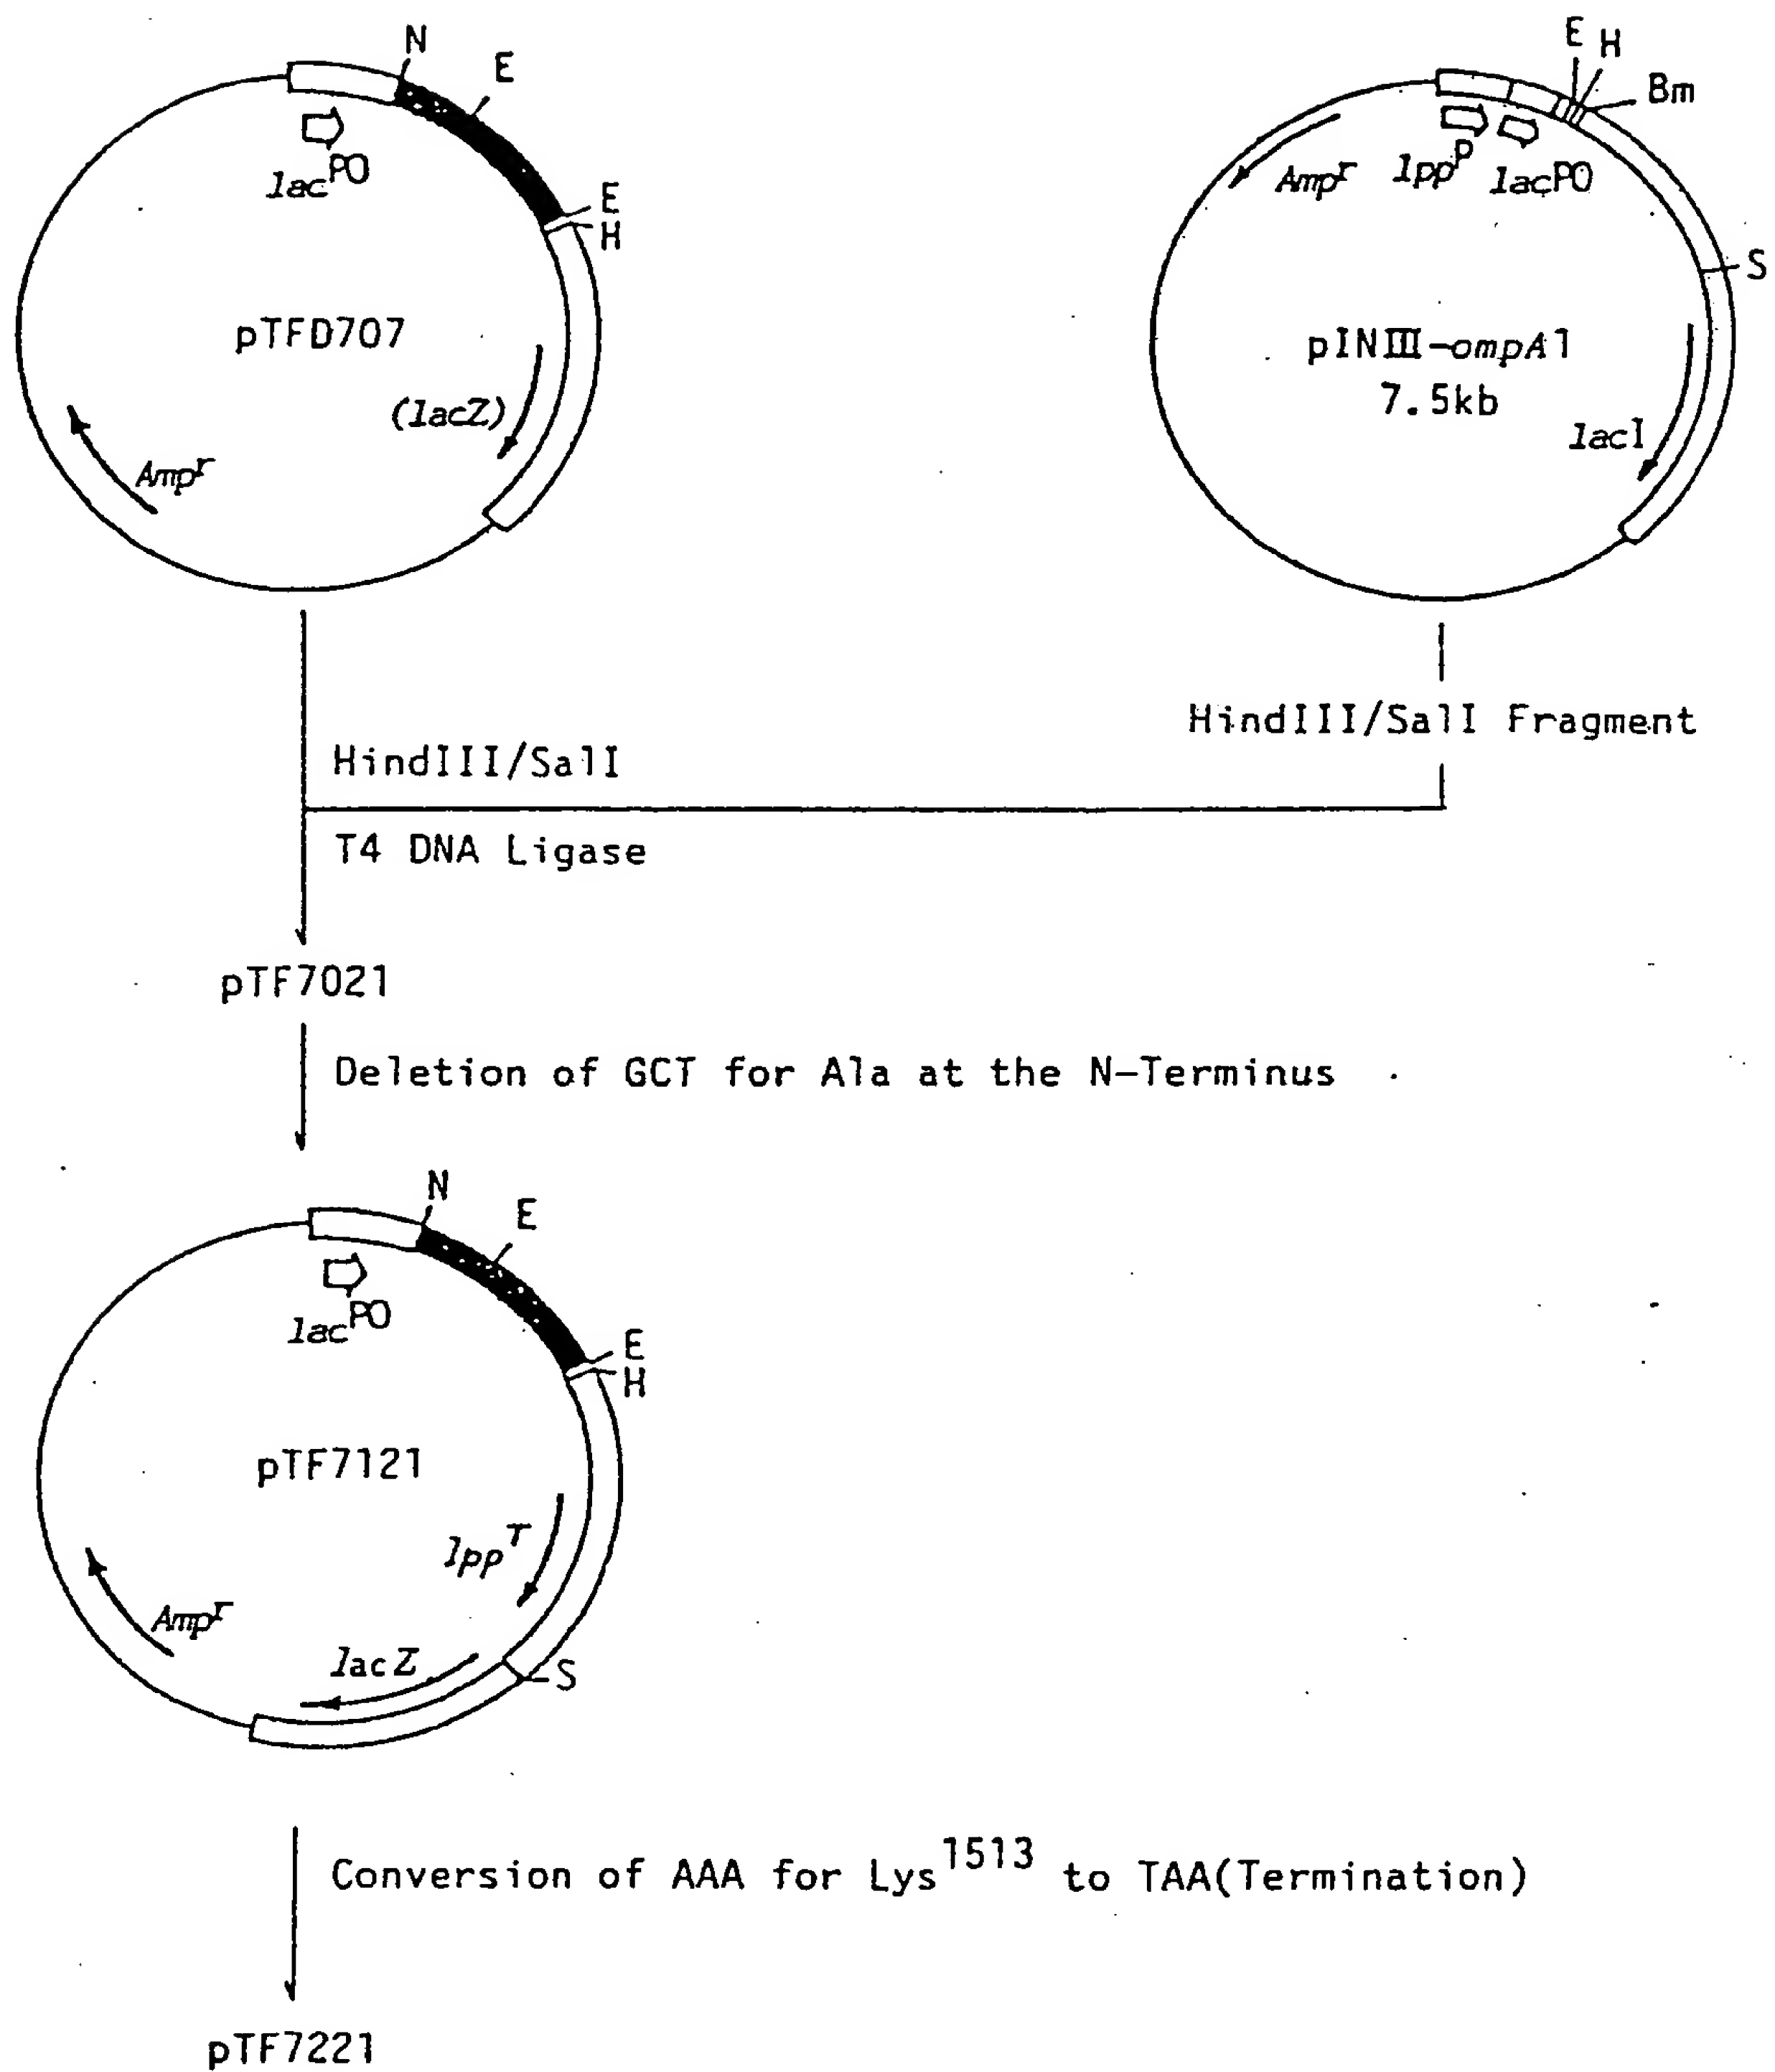 N
E
lacPO
E
H
pTFD707
(lacZ)
Ampr
E H
Bm
Ampr
lppP
lacPO
S
pINIII-ompA1
7.5kb
lacI
HindIII/SalI Fragment
HindIII/SalI
T4 DNA Ligase
pTF7021
Deletion of GCT for Ala at the N-Terminus
N
E
lacPO
E
H
pTF7121
lppT
Ampr
lacZ
S
Conversion of AAA for Lys1513 to TAA(Termination)
pTF7221